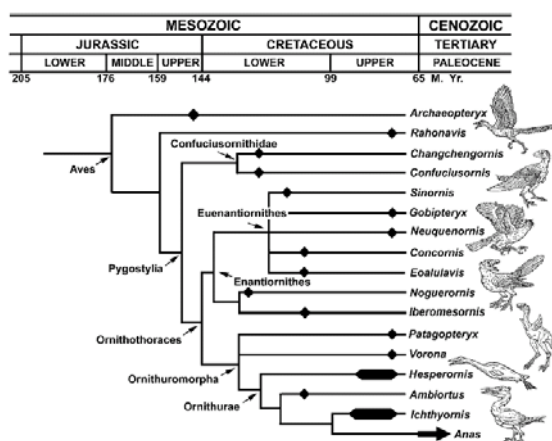 MESOZOIC CENOZOIC
JURASSIC CRETACEOUS TERTIARY
LOWER MIDDLE UPPER LOWER UPPER PALEOCENE
205 176 159 144 99 65 M. Yr.
Archaeopteryx
Rahonavis
Aves
Confuciusornithidae
Changchengornis
Confuciusornis
Sinornis
Euenantiornithes
Gobipteryx
Neuquenornis
Concornis
Pygostylia
Eoalulavis
Enantiornithes
Noguerornis
Iberomesornis
Ornithothoraces
Patagopteryx
Vorona
Ornithuromorpha
Hesperornis
Ambiortus
Ornithurae
Ichthyornis
Anas